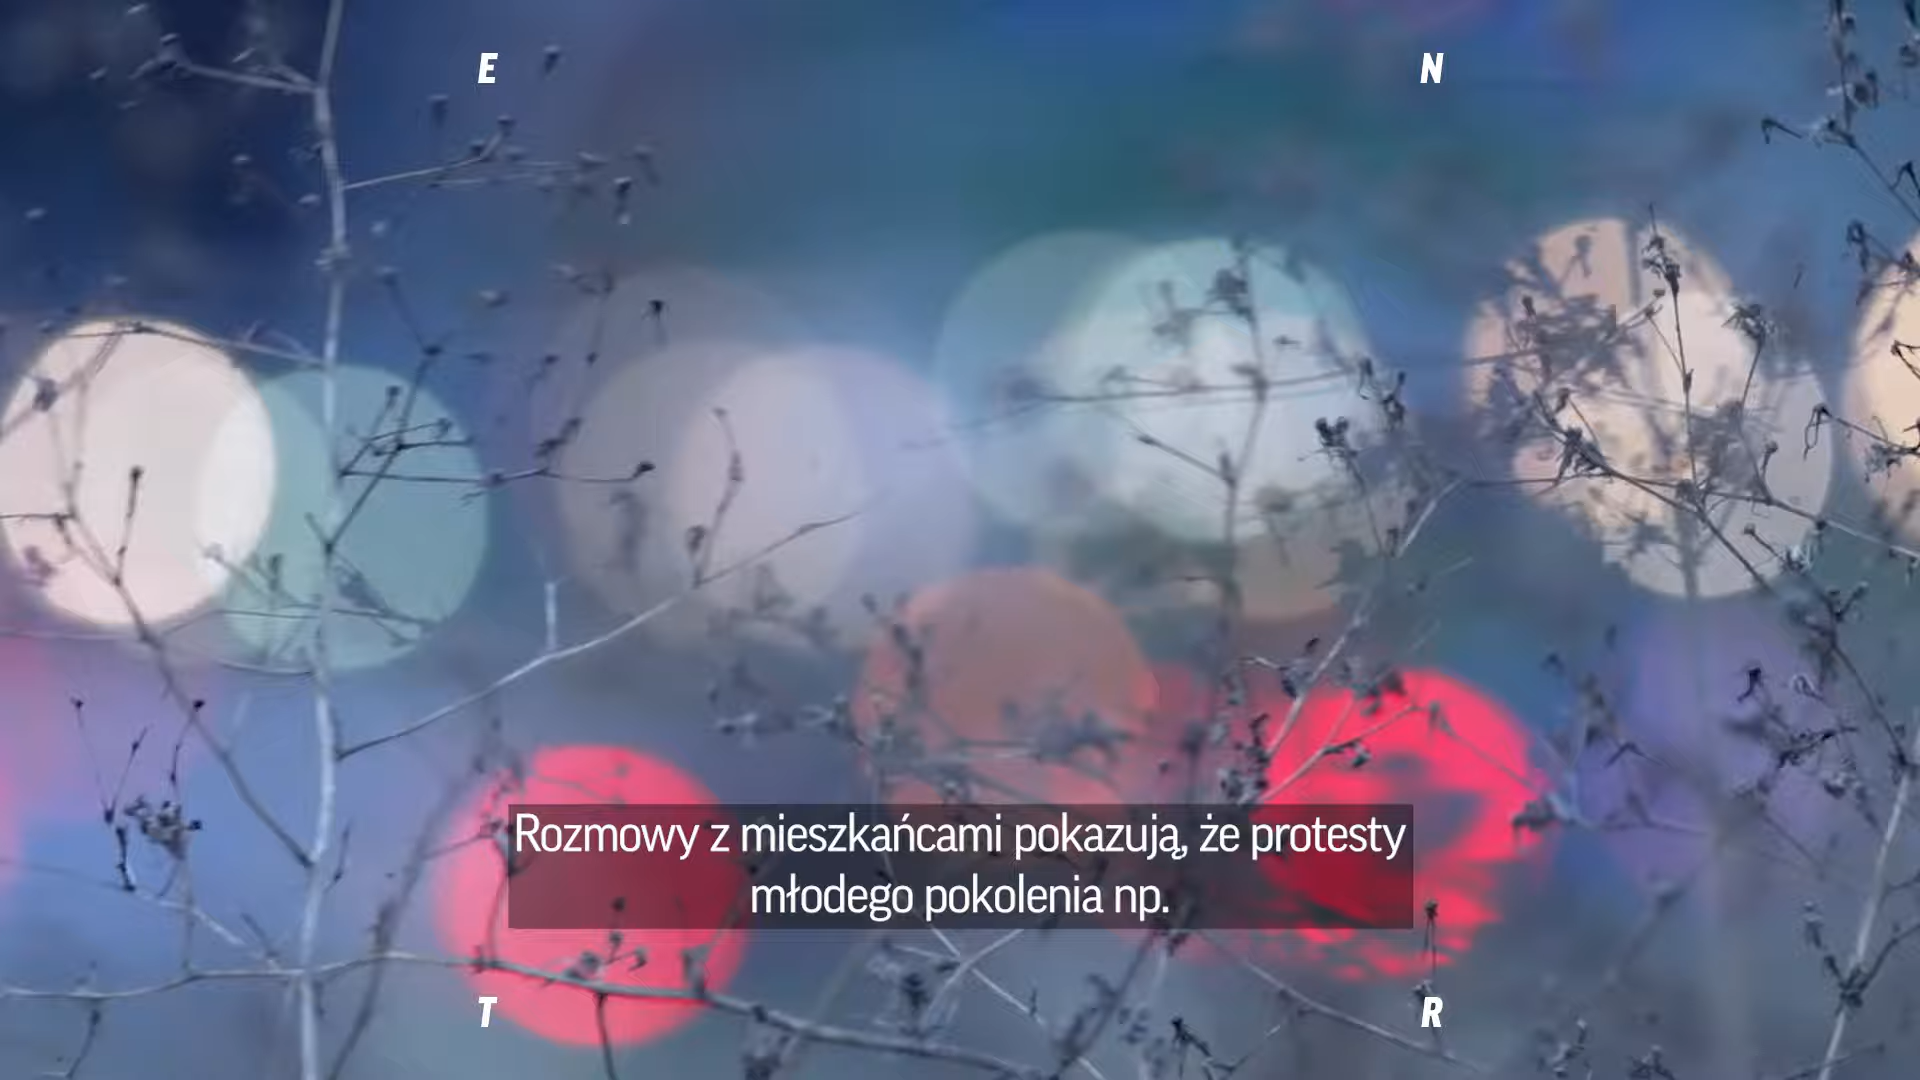 E
N
Rozmowy z mieszkańcami pokazują, że protesty
młodego pokolenia np.
T
R